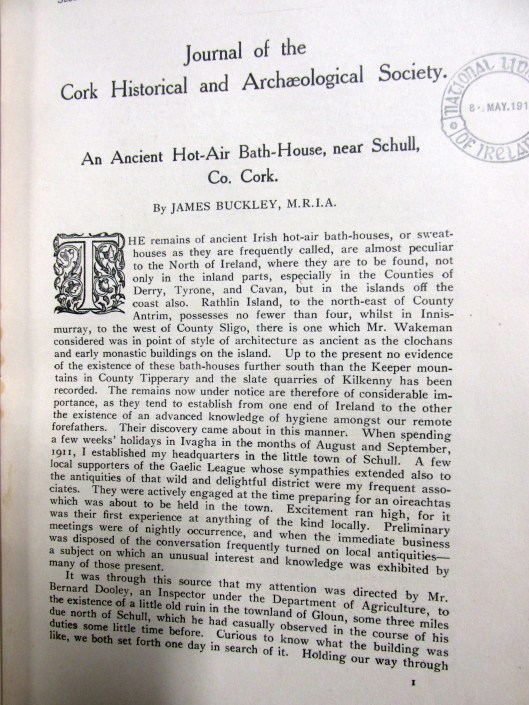 Journal of the
Cork Historical and Archæological Society.
NATIONAL
8 MAY.191
OF IRELAND
An Ancient Hot-Air Bath-House, near Schull,
Co. Cork.
By JAMES BUCKLEY, M.R.I.A.
THE remains of ancient Irish hot-air bath-houses, or sweat-
houses as they are frequently called, are almost peculiar
to the North of Ireland, where they are to be found, not
only in the inland parts, especially in the Counties of
Derry, Tyrone, and Cavan, but in the islands off the
coast also. Rathlin Island, to the north-east of County
Antrim, possesses no fewer than four, whilst in Innis-
murray, to the west of County Sligo, there is one which Mr. Wakeman
considered was in point of style of architecture as ancient as the clochans
and early monastic buildings on the island. Up to the present no evidence
of the existence of these bath-houses further south than the Keeper moun-
tains in County Tipperary and the slate quarries of Kilkenny has been
recorded. The remains now under notice are therefore of considerable im-
portance, as they tend to establish from one end of Ireland to the other
the existence of an advanced knowledge of hygiene amongst our remote
forefathers. Their discovery came about in this manner. When spending
a few weeks' holidays in Ivagha in the months of August and September,
1911, I established my headquarters in the little town of Schull. A few
local supporters of the Gaelic League whose sympathies extended also to
the antiquities of that wild and delightful district were my frequent asso-
ciates. They were actively engaged at the time preparing for an oireachtas
which was about to be held in the town. Excitement ran high, for it
was their first experience at anything of the kind locally. Preliminary
meetings were of nightly occurrence, and when the immediate business
was disposed of the conversation frequently turned on local antiquities—
a subject on which an unusual interest and knowledge was exhibited by
many of those present.
It was through this source that my attention was directed by Mr.
Bernard Dooley, an Inspector under the Department of Agriculture, to
the existence of a little old ruin in the townland of Gloun, some three miles
due north of Schull, which he had casually observed in the course of his
duties some little time before. Curious to know what the building was
like, we both set forth one day in search of it. Holding our way through
1